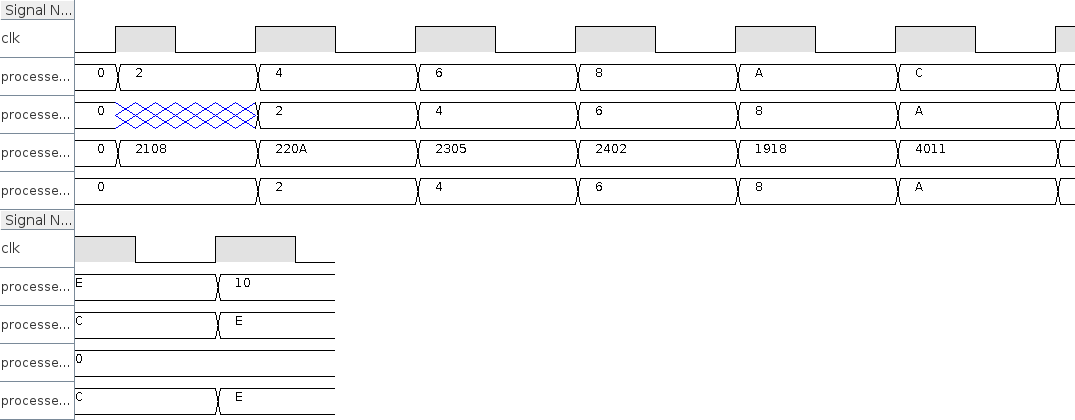 Signal N...
clk
processe... 0 2 4 6 8 A C
processe... 0 2 4 6 8 A
processe... 0 2108 220A 2305 2402 1918 4011
processe... 0 2 4 6 8 A
Signal N...
clk
processe... E 10
processe... C E
processe... 0
processe... C E